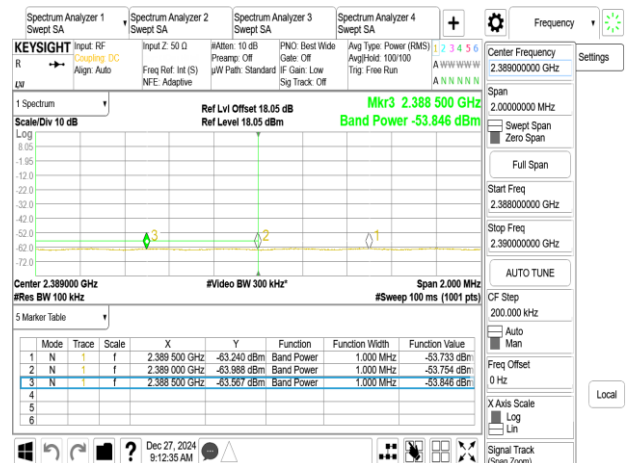 Spectrum Analyzer 1
Swept SA
Spectrum Analyzer 2
Swept SA
Spectrum Analyzer 3
Swept SA
Spectrum Analyzer 4
Swept SA
+
Frequency
Settings
KEYSIGHT
R
Input: RF
Coupling: DC
Align: Auto
Input Z: 50 Ω
Freq Ref: Int (S)
NFE: Adaptive
#Atten: 10 dB
Preamp: Off
µW Path: Standard
PNO: Best Wide
Gate: Off
IF Gain: Low
Sig Track: Off
Avg Type: Power (RMS)
Avg|Hold: 100/100
Trig: Free Run
1 2 3 4 5 6
A W W W W W
A N N N N N
1 Spectrum
Scale/Div 10 dB
Ref Lvl Offset 18.05 dB
Ref Level 18.05 dBm
Mkr3 2.388 500 GHz
Band Power -53.846 dBm
Log
8.05
-1.95
-12.0
-22.0
-32.0
-42.0
-52.0
-62.0
-72.0
3
2
1
Center 2.389000 GHz
#Video BW 300 kHz*
Span 2.000 MHz
#Res BW 100 kHz
#Sweep 100 ms (1001 pts)
5 Marker Table
Mode Trace Scale X Y Function Function Width Function Value
1 N 1 f 2.389 500 GHz -63.240 dBm Band Power 1.000 MHz -53.733 dBm
2 N 1 f 2.389 000 GHz -63.988 dBm Band Power 1.000 MHz -53.754 dBm
3 N 1 f 2.388 500 GHz -63.567 dBm Band Power 1.000 MHz -53.846 dBm
4
5
6
?
Dec 27, 2024
9:12:35 AM
Center Frequency
2.389000000 GHz
Span
2.00000000 MHz
Swept Span
Zero Span
Full Span
Start Freq
2.388000000 GHz
Stop Freq
2.390000000 GHz
AUTO TUNE
CF Step
200.000 kHz
Auto
Man
Freq Offset
0 Hz
X Axis Scale
Log
Lin
Signal Track
(Span Zoom)
Local